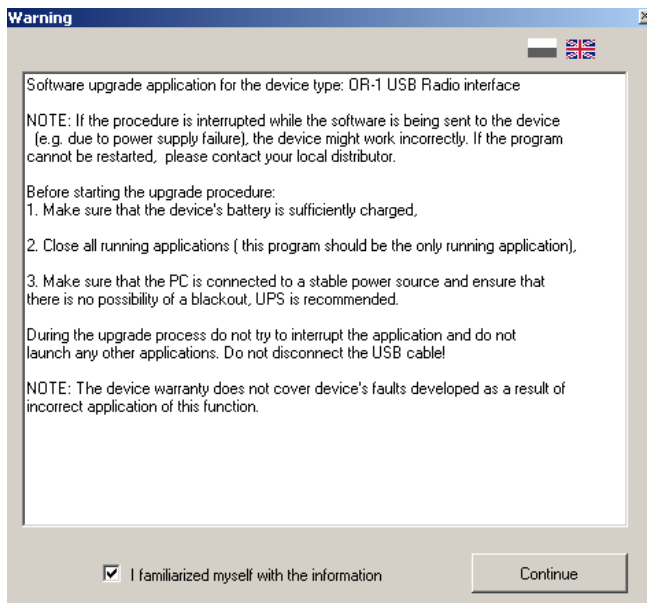 Warning
Software upgrade application for the device type: OR-1 USB Radio interface
NOTE: If the procedure is interrupted while the software is being sent to the device
(e.g. due to power supply failure), the device might work incorrectly. If the program
cannot be restarted,  please contact your local distributor.
Before starting the upgrade procedure:
1. Make sure that the device's battery is sufficiently charged,
2. Close all running applications ( this program should be the only running application),
3. Make sure that the PC is connected to a stable power source and ensure that
there is no possibility of a blackout, UPS is recommended.
During the upgrade process do not try to interrupt the application and do not
launch any other applications. Do not disconnect the USB cable!
NOTE: The device warranty does not cover device's faults developed as a result of
incorrect application of this function.
I familiarized myself with the information
Continue